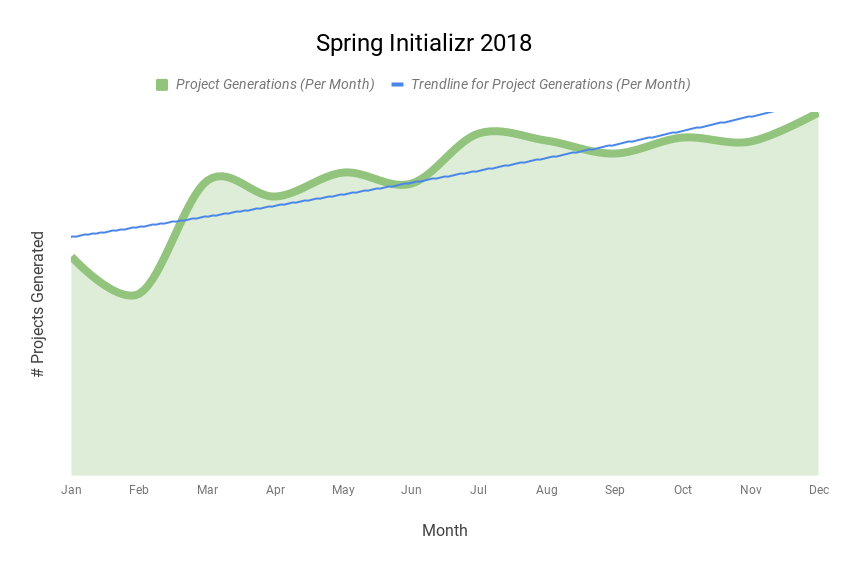 Spring Initializr 2018
Project Generations (Per Month) Trendline for Project Generations (Per Month)
# Projects Generated
Jan Feb Mar Apr May Jun Jul Aug Sep Oct Nov Dec
Month